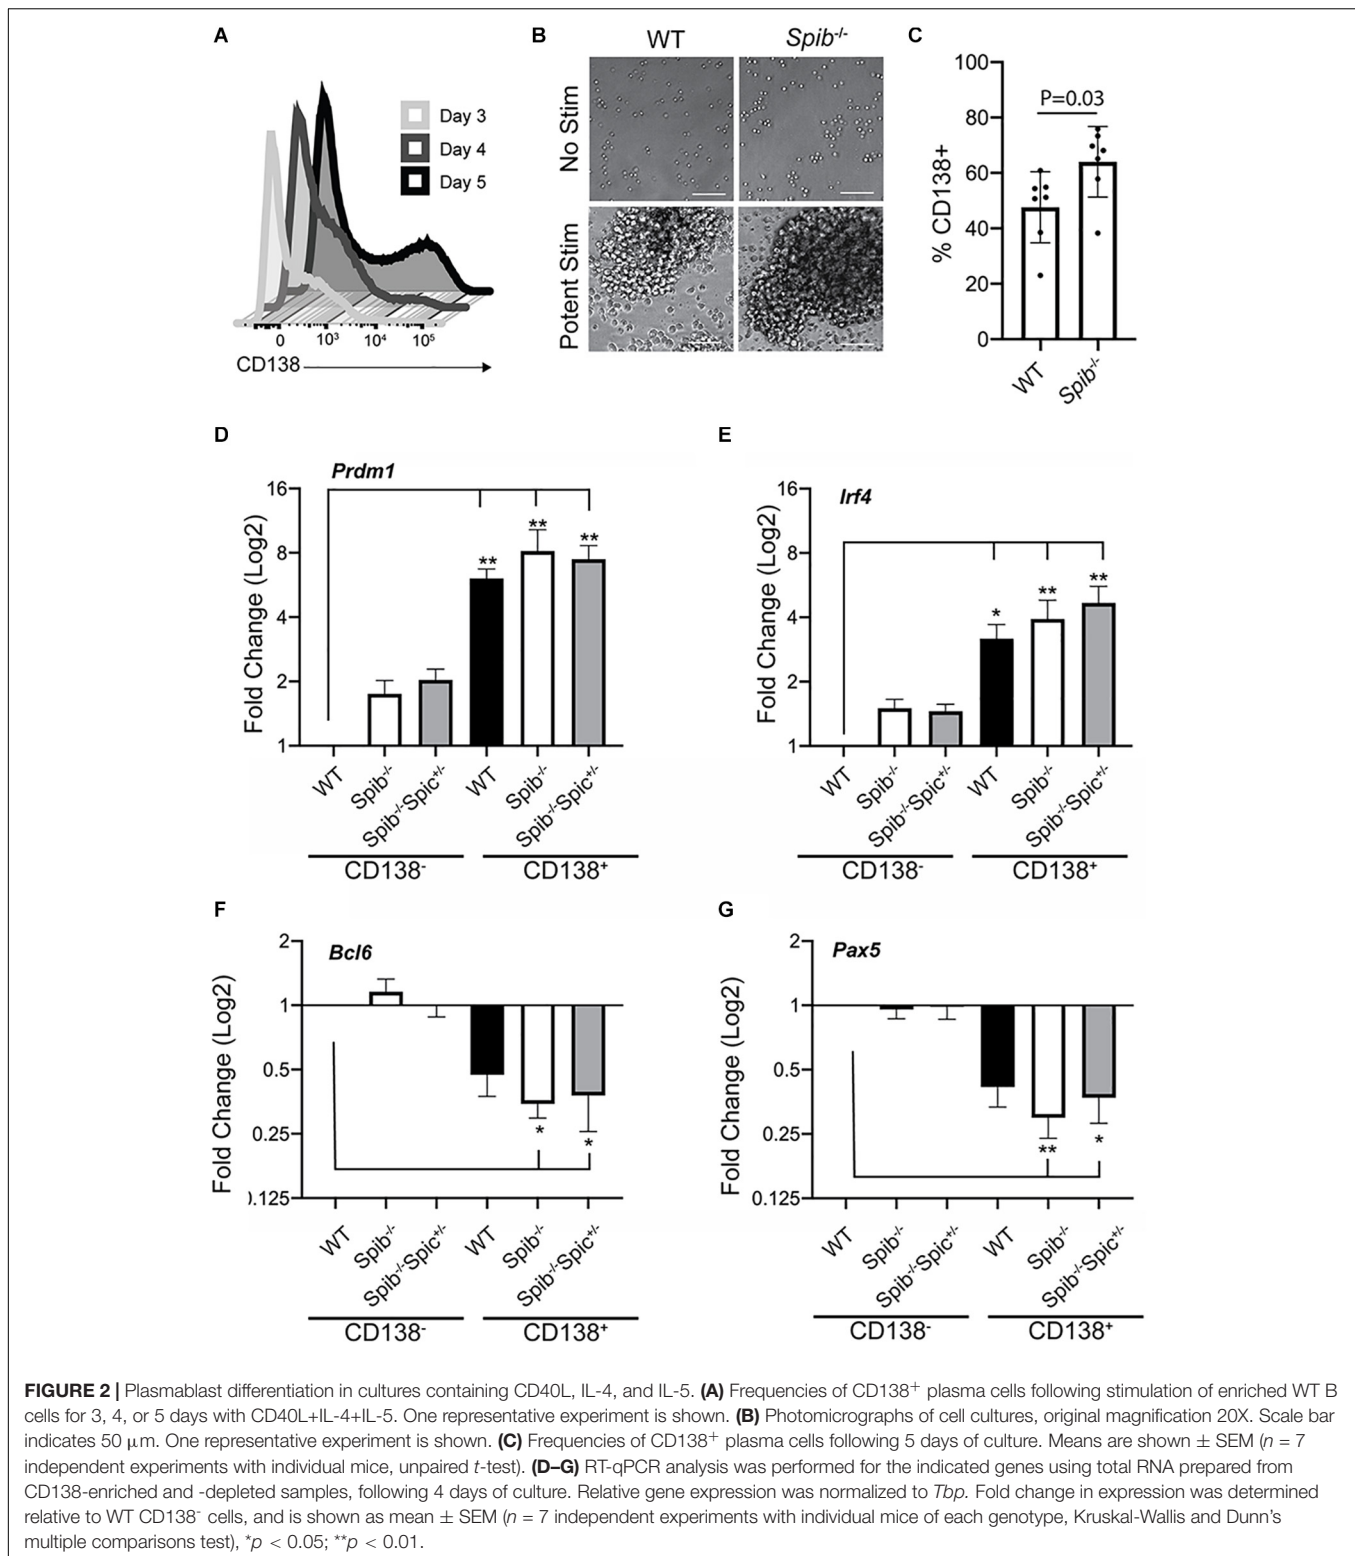 A
Day 3
Day 4
Day 5
0 10³ 10⁴ 10⁵
CD138
B
WT Spib-/-
No Stim
Potent Stim
C
P=0.03
% CD138+
100
80
60
40
20
0
WT Spib-/-
D
Prdm1
Fold Change (Log2)
16
8
4
2
1
** ** **
WT Spib-/- Spib-/-Spic+/- WT Spib-/- Spib-/-Spic+/-
CD138- CD138+
E
Irf4
Fold Change (Log2)
16
8
4
2
1
* ** **
WT Spib-/- Spib-/-Spic+/- WT Spib-/- Spib-/-Spic+/-
CD138- CD138+
F
Bcl6
Fold Change (Log2)
2
1
0.5
0.25
).125
* *
WT Spib-/- Spib-/-Spic+/- WT Spib-/- Spib-/-Spic+/-
CD138- CD138+
G
Pax5
Fold Change (Log2)
2
1
0.5
0.25
0.125
** *
WT Spib-/- Spib-/-Spic+/- WT Spib-/- Spib-/-Spic+/-
CD138- CD138+
FIGURE 2 | Plasmablast differentiation in cultures containing CD40L, IL-4, and IL-5. (A) Frequencies of CD138+ plasma cells following stimulation of enriched WT B
cells for 3, 4, or 5 days with CD40L+IL-4+IL-5. One representative experiment is shown. (B) Photomicrographs of cell cultures, original magnification 20X. Scale bar
indicates 50 μm. One representative experiment is shown. (C) Frequencies of CD138+ plasma cells following 5 days of culture. Means are shown ± SEM (n = 7
independent experiments with individual mice, unpaired t-test). (D–G) RT-qPCR analysis was performed for the indicated genes using total RNA prepared from
CD138-enriched and -depleted samples, following 4 days of culture. Relative gene expression was normalized to Tbp. Fold change in expression was determined
relative to WT CD138- cells, and is shown as mean ± SEM (n = 7 independent experiments with individual mice of each genotype, Kruskal-Wallis and Dunn's
multiple comparisons test), *p < 0.05; **p < 0.01.